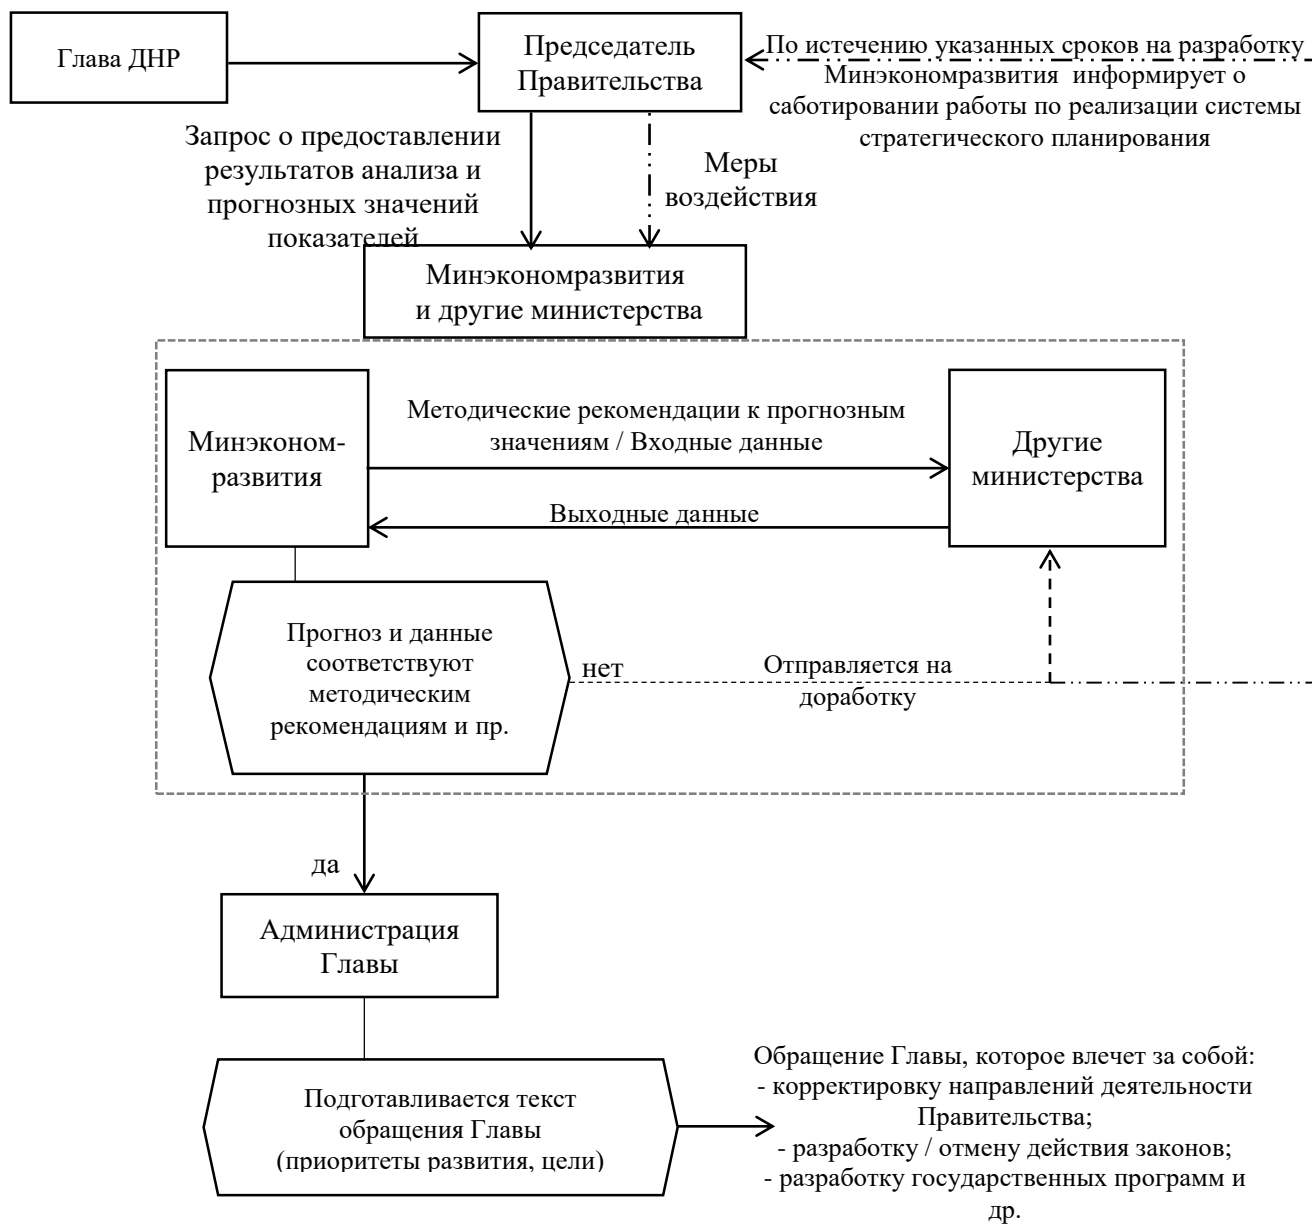 Глава ДНР
Председатель
Правительства
По истечению указанных сроков на разработку
Минэкономразвития информирует о
саботировании работы по реализации системы
стратегического планирования
Запрос о предоставлении
результатов анализа и
прогнозных значений
показателей
Меры
воздействия
Минэкономразвития
и другие министерства
Минэконом-
развития
Методические рекомендации к прогнозным
значениям / Входные данные
Выходные данные
Другие
министерства
Прогноз и данные
соответствуют
методическим
рекомендациям и пр.
нет
Отправляется на
доработку
да
Администрация
Главы
Подготавливается текст
обращения Главы
(приоритеты развития, цели)
Обращение Главы, которое влечет за собой:
- корректировку направлений деятельности
Правительства;
- разработку / отмену действия законов;
- разработку государственных программ и
др.